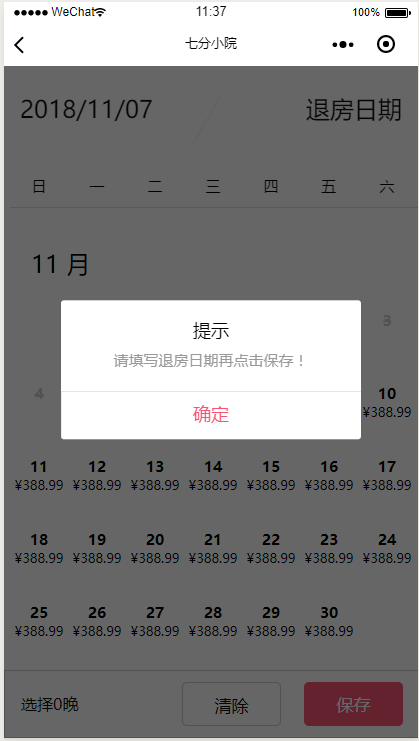 ●●●●● WeChat 11:37 100%
七分小院
2018/11/07 退房日期
日 一 二 三 四 五 六
11 月
3
提示
请填写退房日期再点击保存！
4 10
¥388.99
确定
11 12 13 14 15 16 17
¥388.99 ¥388.99 ¥388.99 ¥388.99 ¥388.99 ¥388.99 ¥388.99
18 19 20 21 22 23 24
¥388.99 ¥388.99 ¥388.99 ¥388.99 ¥388.99 ¥388.99 ¥388.99
25 26 27 28 29 30
¥388.99 ¥388.99 ¥388.99 ¥388.99 ¥388.99 ¥388.99
选择0晚 清除 保存